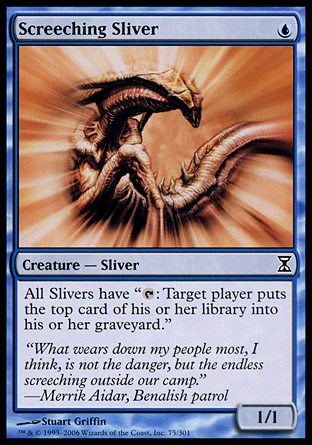 Screeching Sliver
Creature — Sliver
All Slivers have “: Target player puts
the top card of his or her library into
his or her graveyard.”
“What wears down my people most, I
think, is not the danger, but the endless
screeching outside our camp.”
—Merrik Aidar, Benalish patrol
Stuart Griffin
™ & © 1993–2006 Wizards of the Coast, Inc. 75/301
1/1